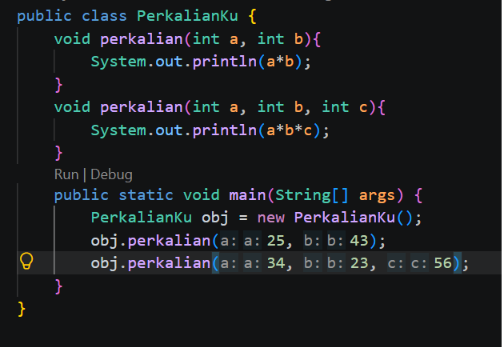 public class PerkalianKu {
    void perkalian(int a, int b){
        System.out.println(a*b);
    }
    void perkalian(int a, int b, int c){
        System.out.println(a*b*c);
    }
    Run | Debug
    public static void main(String[] args) {
        PerkalianKu obj = new PerkalianKu();
        obj.perkalian(a: a: 25, b: b: 43);
        obj.perkalian(a: a: 34, b: b: 23, c: c: 56);
    }
}